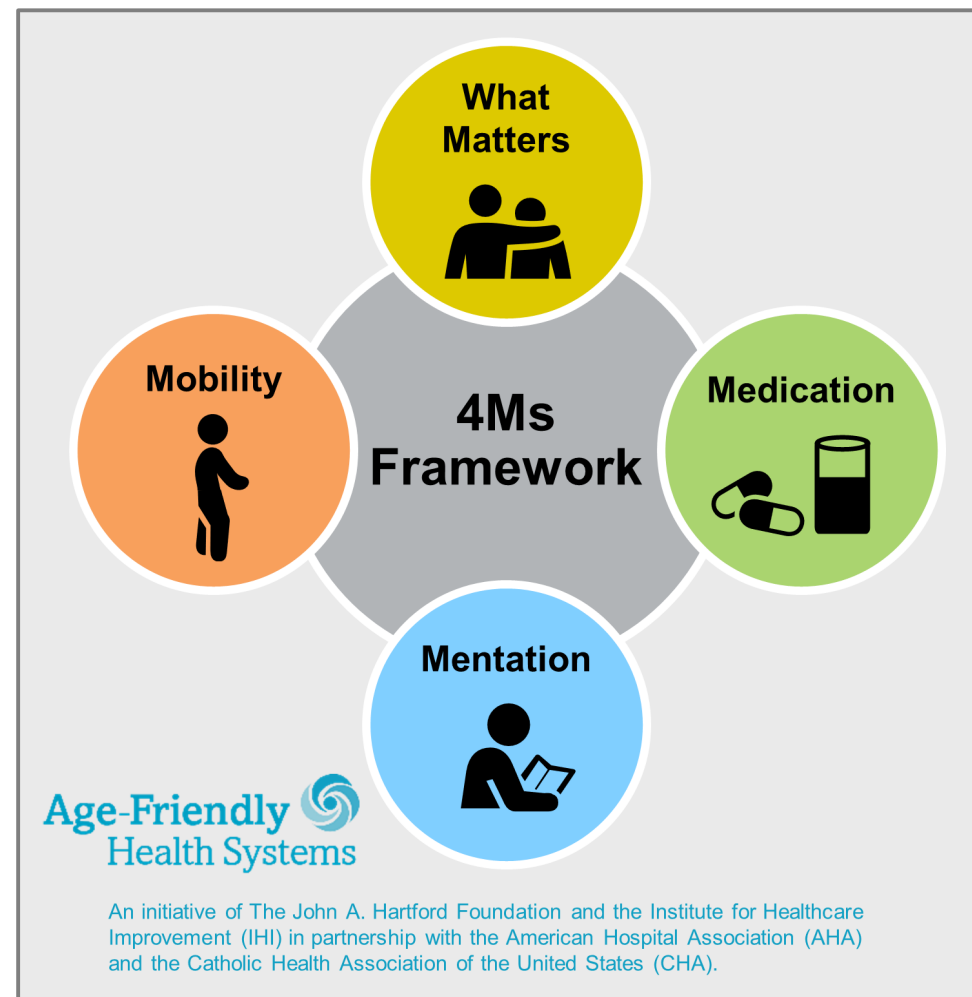 What
Matters
Mobility
4Ms
Framework
Medication
Mentation
Age-Friendly
Health Systems
An initiative of The John A. Hartford Foundation and the Institute for Healthcare
Improvement (IHI) in partnership with the American Hospital Association (AHA)
and the Catholic Health Association of the United States (CHA).